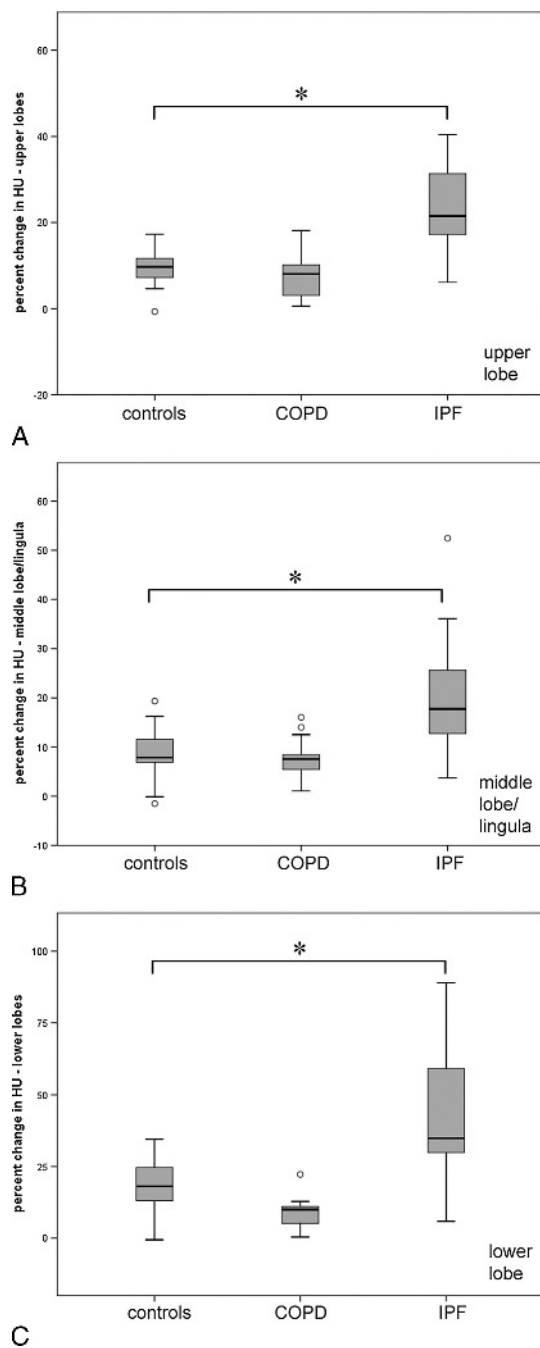 percent change in HU - upper lobes
60
40
20
0
-20
*
upper
lobe
controls COPD IPF
A
percent change in HU - middle lobe/lingula
60
50
40
30
20
10
0
-10
*
middle
lobe/
lingula
controls COPD IPF
B
percent change in HU - lower lobes
100
75
50
25
0
*
lower
lobe
controls COPD IPF
C